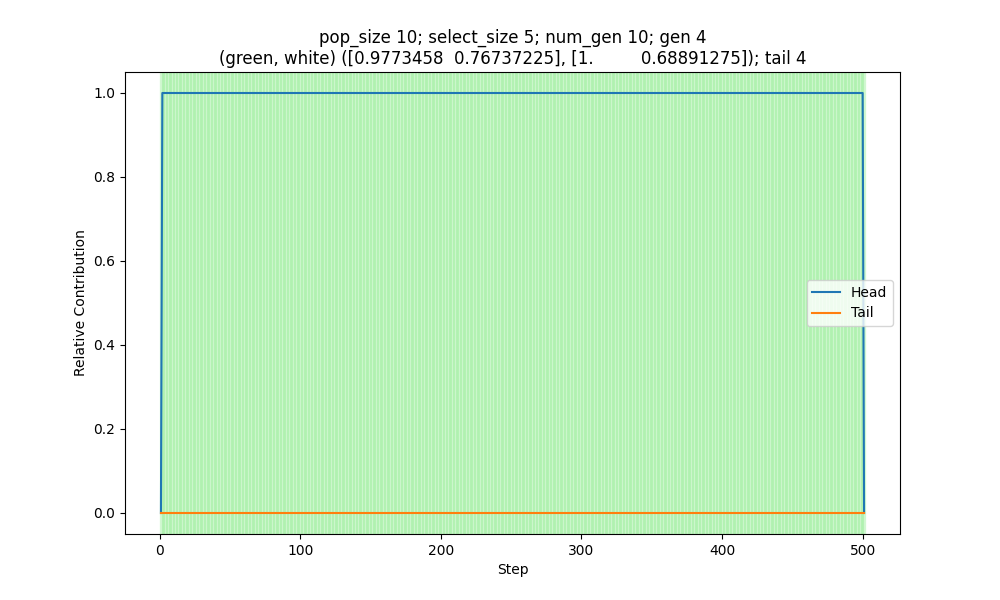 pop_size 10; select_size 5; num_gen 10; gen 4
(green, white) ([0.9773458  0.76737225], [1.         0.68891275]); tail 4
1.0
0.8
0.6
0.4
0.2
0.0
Relative Contribution
Head
Tail
0
100
200
300
400
500
Step